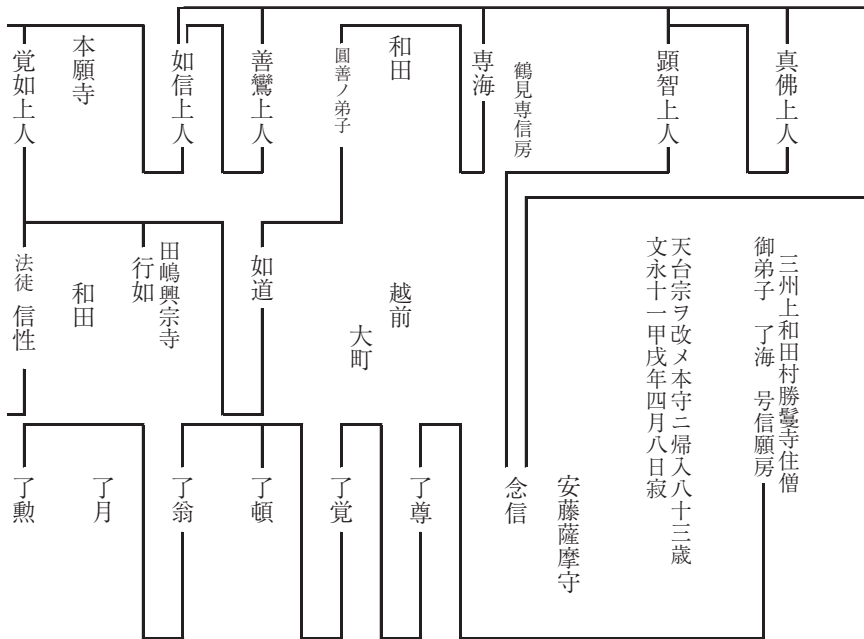 真佛上人
顕智上人
鶴見専信房
専海
和田
圓善ノ弟子
善鸞上人
如信上人
本願寺
覚如上人
三州上和田村勝鬘寺住僧
御弟子 了海 号信願房
天台宗ヲ改メ本守ニ帰入八十三歳
文永十一甲戌年四月八日寂
越前
大町
如道
田嶋興宗寺
行如
和田
法徒 信性
安藤薩摩守
念信
了尊
了覚
了頓
了翁
了月
了勲